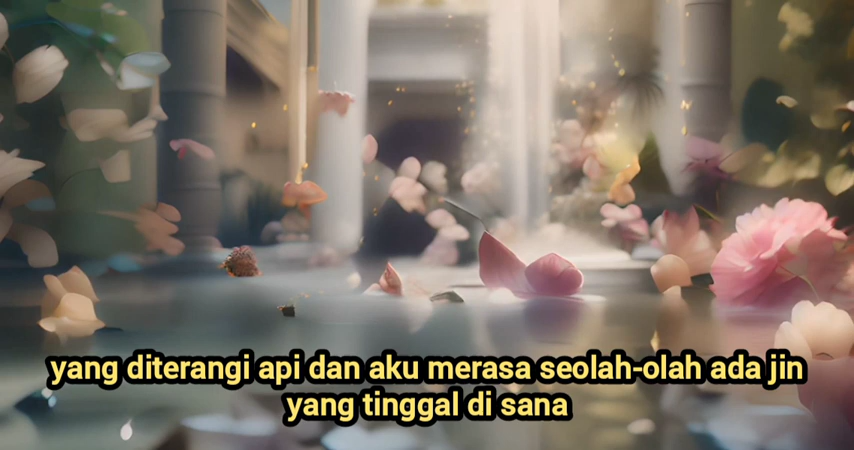 yang diterangi api dan aku merasa seolah-olah ada jin
yang tinggal di sana